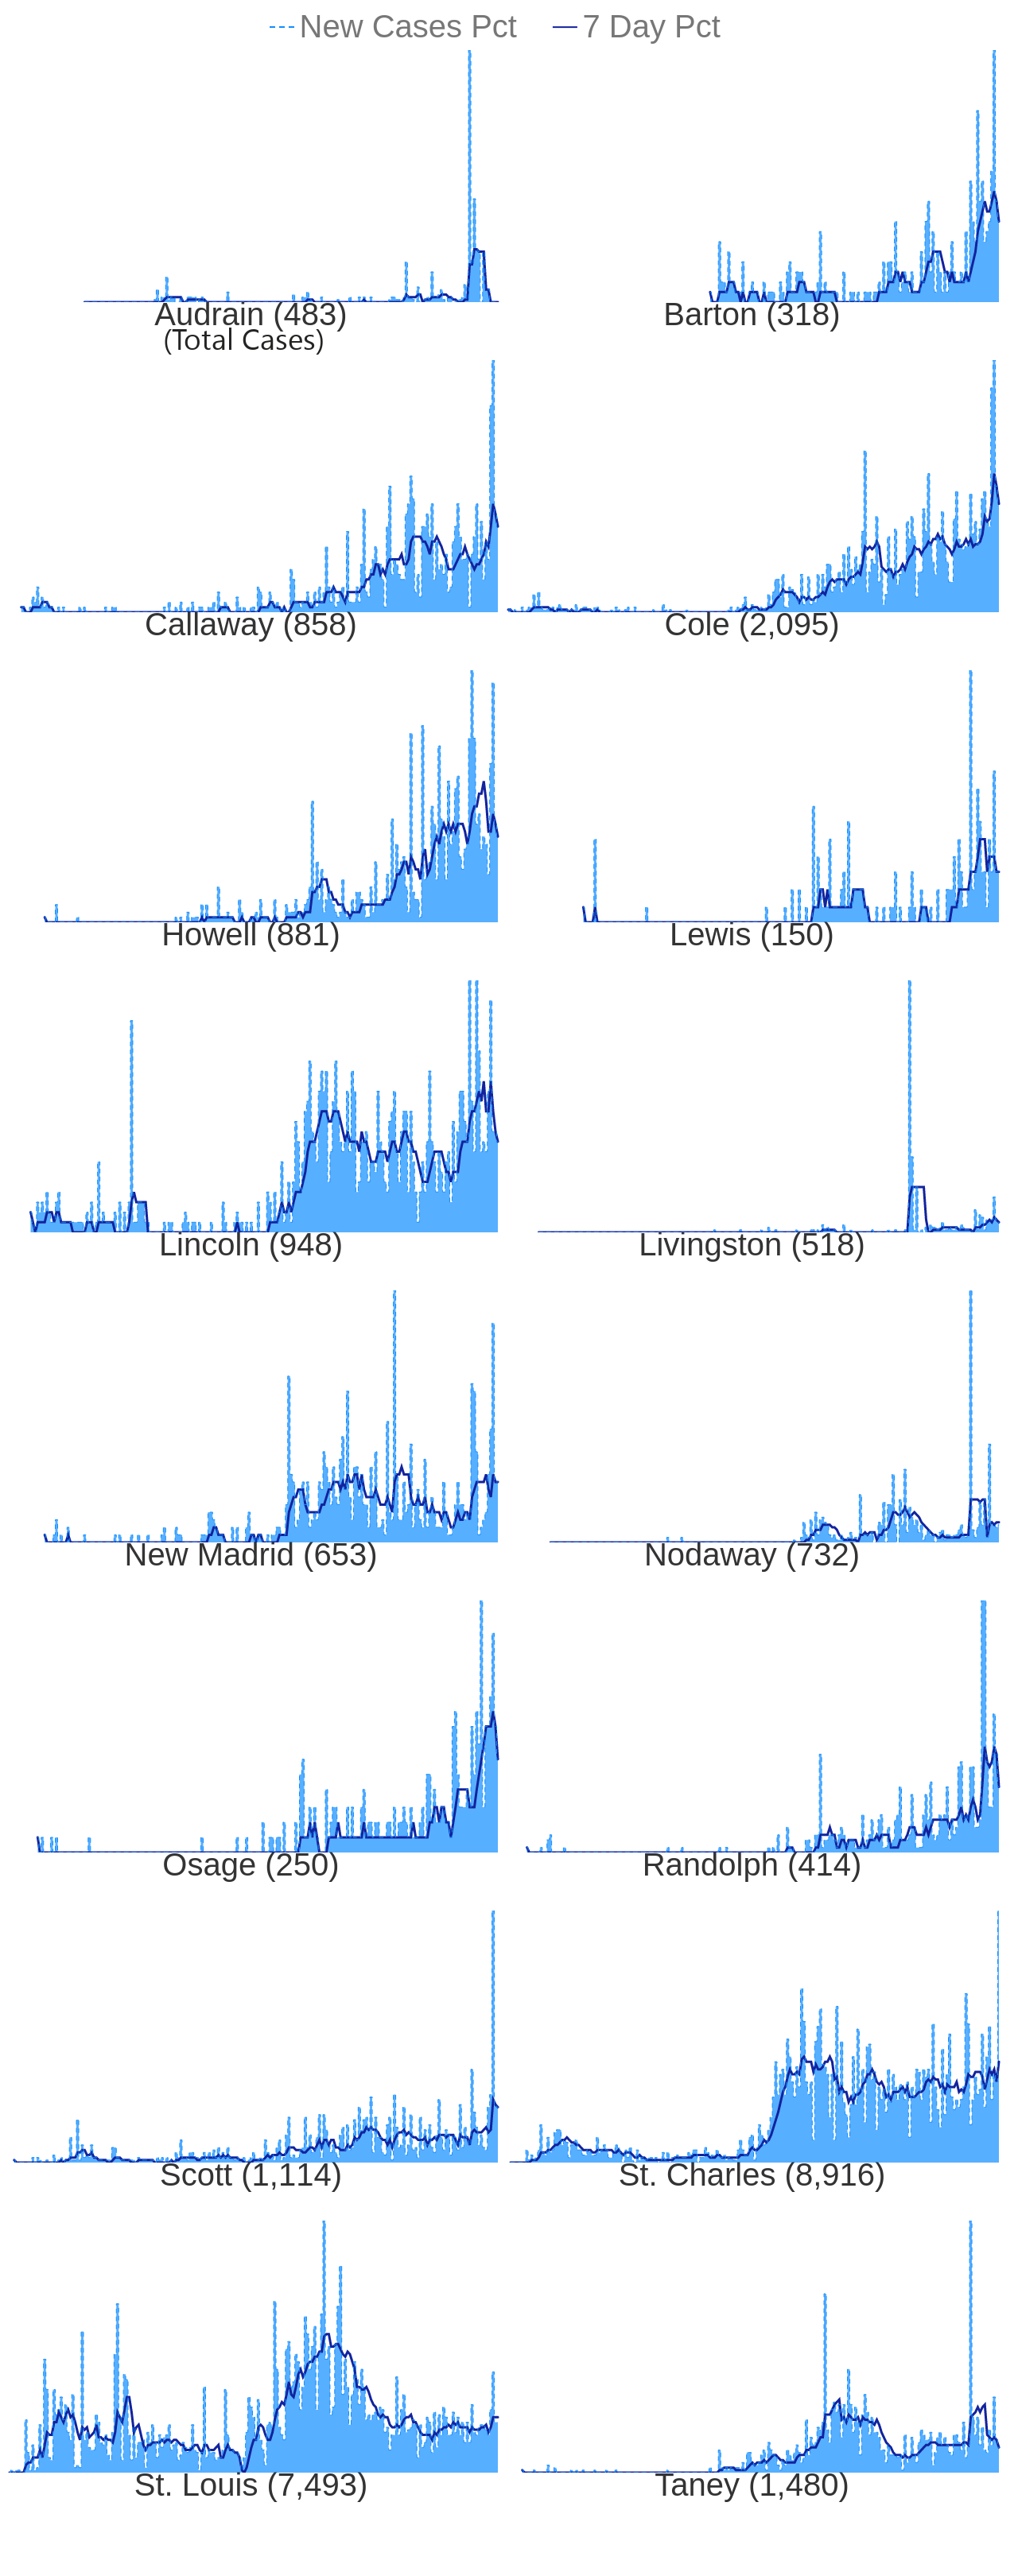 New Cases Pct 7 Day Pct
Audrain (483) Barton (318)
(Total Cases)
Callaway (858) Cole (2,095)
Howell (881) Lewis (150)
Lincoln (948) Livingston (518)
New Madrid (653) Nodaway (732)
Osage (250) Randolph (414)
Scott (1,114) St. Charles (8,916)
St. Louis (7,493) Taney (1,480)